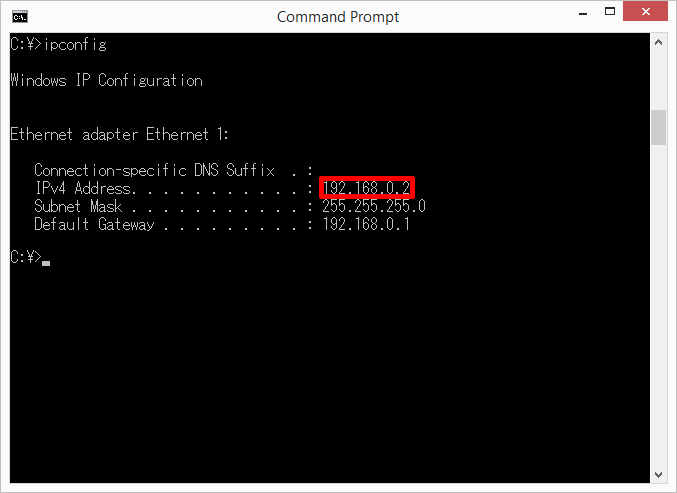 Command Prompt
C:¥>ipconfig
Windows IP Configuration
Ethernet adapter Ethernet 1:
Connection-specific DNS Suffix . :
IPv4 Address. . . . . . . . . . . : 192.168.0.2
Subnet Mask . . . . . . . . . . . : 255.255.255.0
Default Gateway . . . . . . . . . : 192.168.0.1
C:¥>